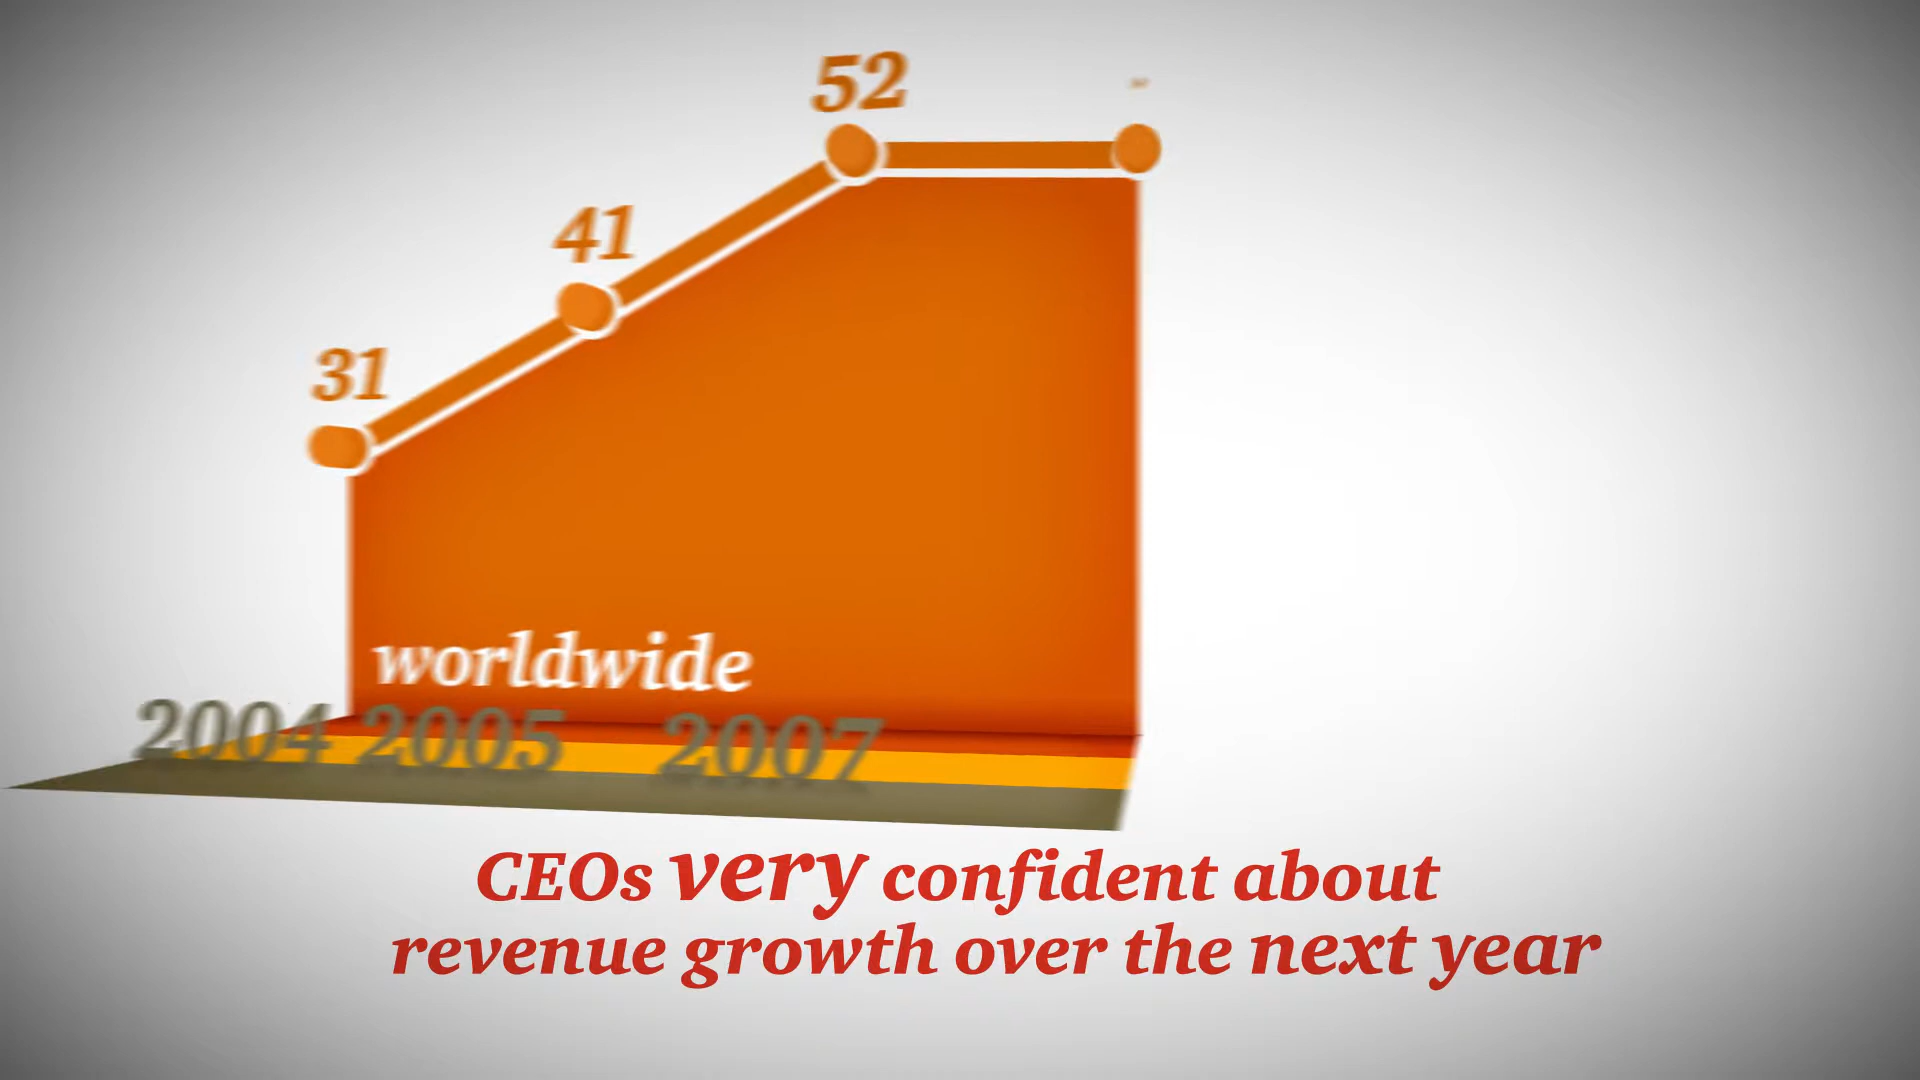 52
41
31
worldwide
2004 2005 2007
CEOs very confident about
revenue growth over the next year